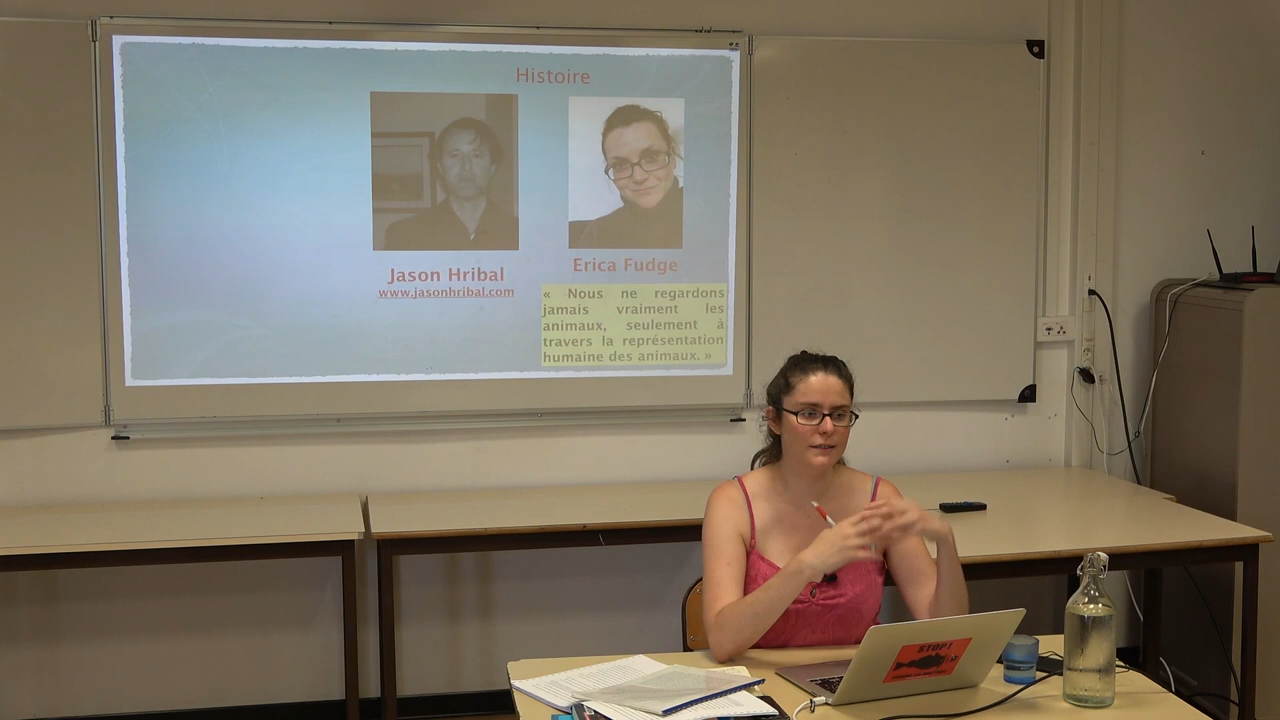 Histoire
Jason Hribal
www.jasonhribal.com
Erica Fudge
« Nous ne regardons
jamais vraiment les
animaux, seulement à
travers la représentation
humaine des animaux. »
STOP!